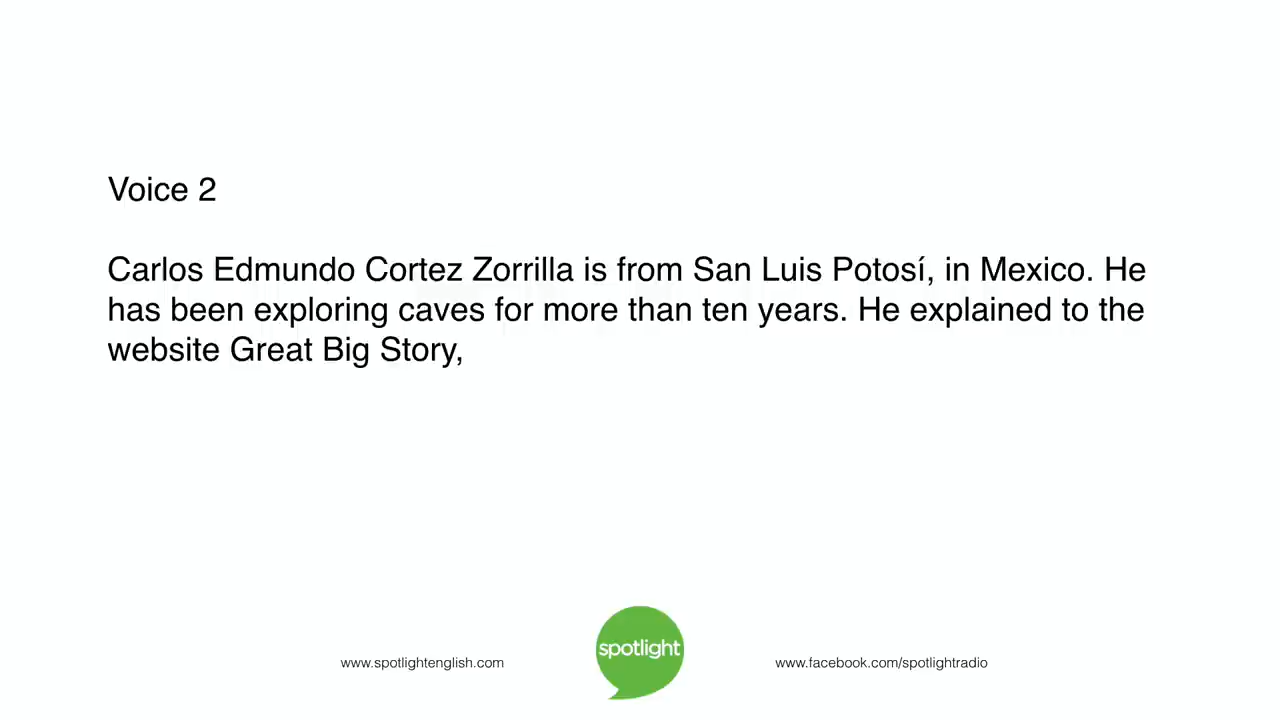 Voice 2
Carlos Edmundo Cortez Zorrilla is from San Luis Potosí, in Mexico. He
has been exploring caves for more than ten years. He explained to the
website Great Big Story,
spotlight
www.spotlightenglish.com
www.facebook.com/spotlightradio